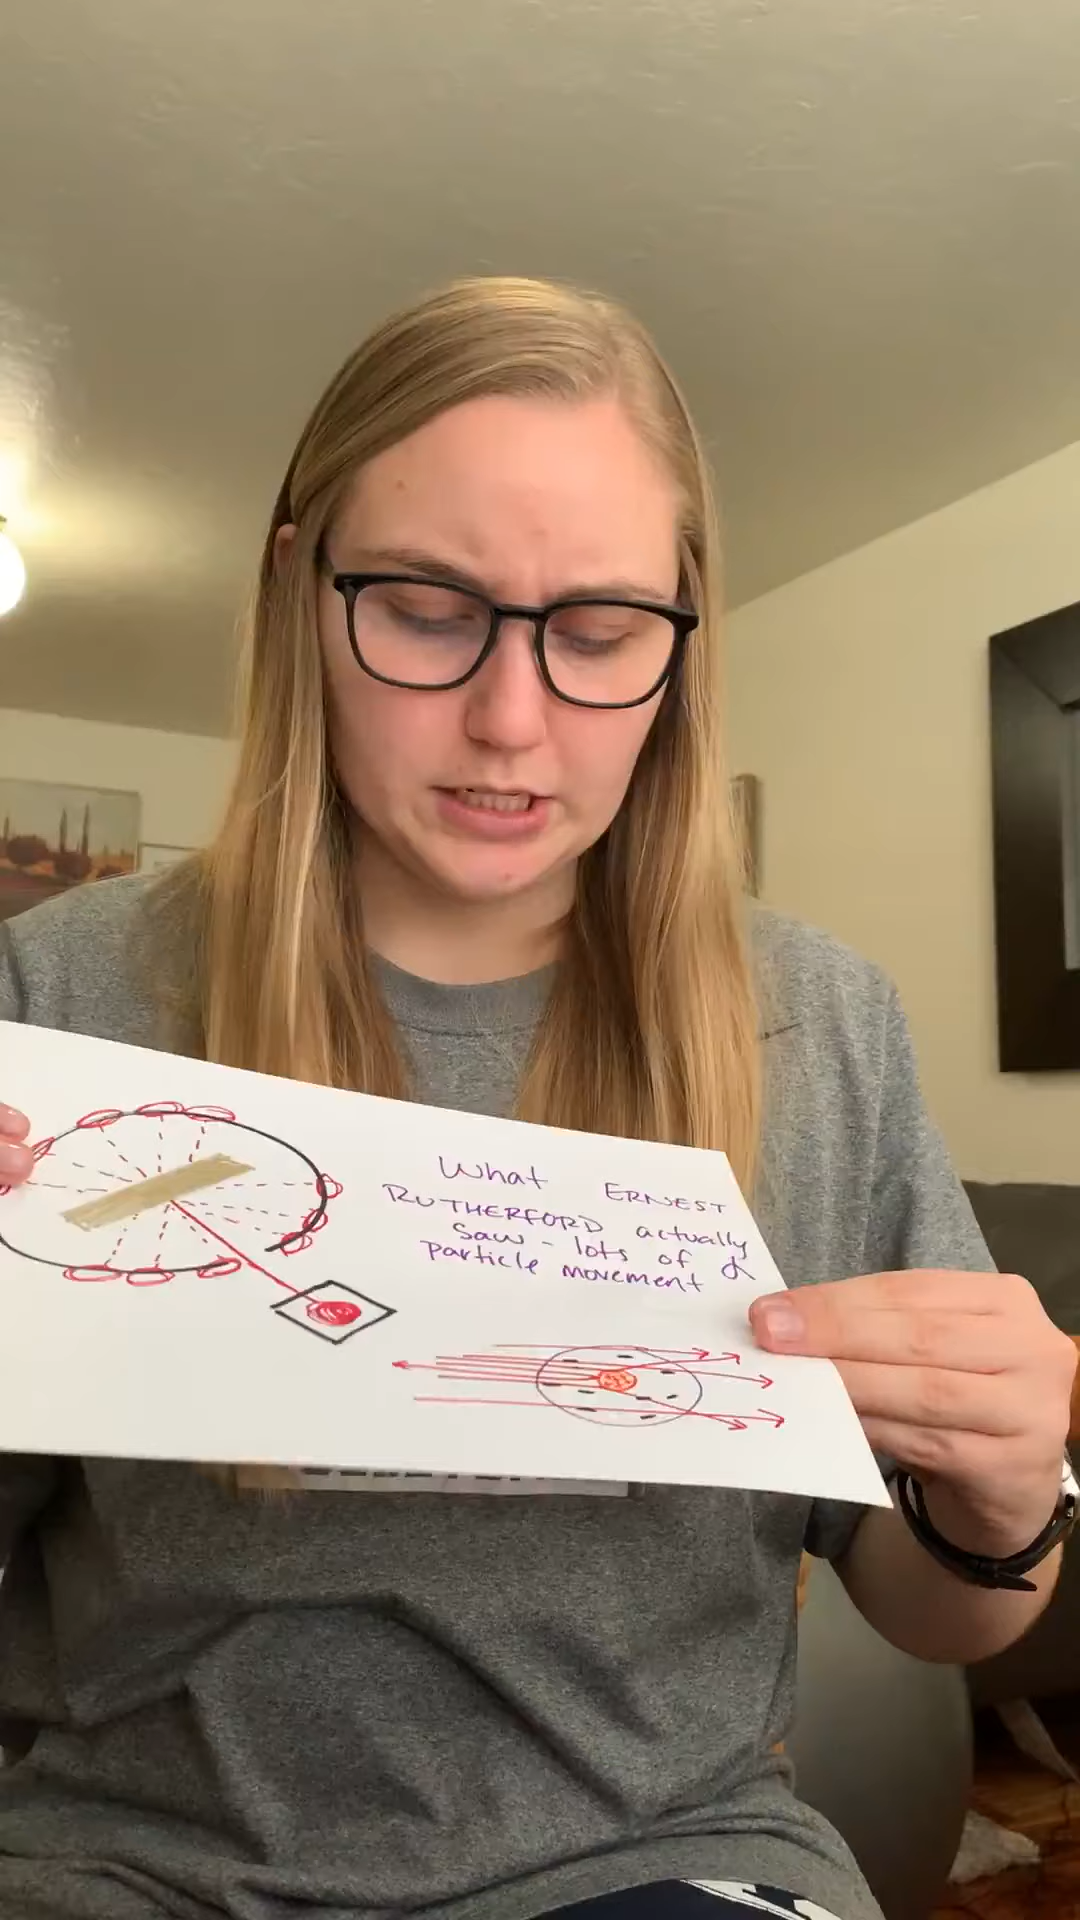 What ERNEST
RUTHERFORD actually
saw - lots of α
particle movement